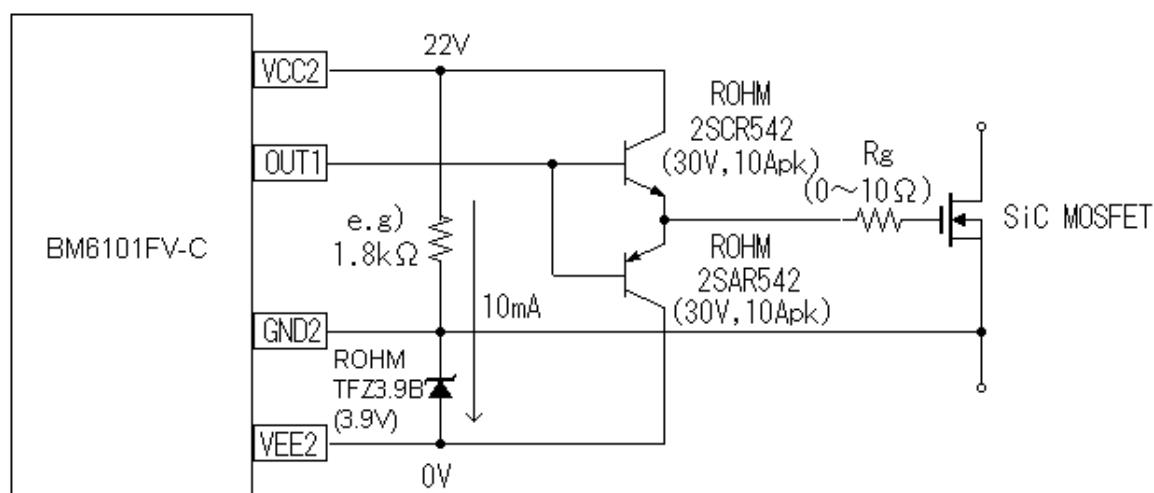 22V
VCC2
ROHM
2SCR542
(30V,10Apk)
OUT1
Rg
(0～10Ω)
SiC MOSFET
e.g)
1.8kΩ
BM6101FV-C
ROHM
2SAR542
(30V,10Apk)
10mA
GND2
ROHM
TFZ3.9B
(3.9V)
VEE2
0V